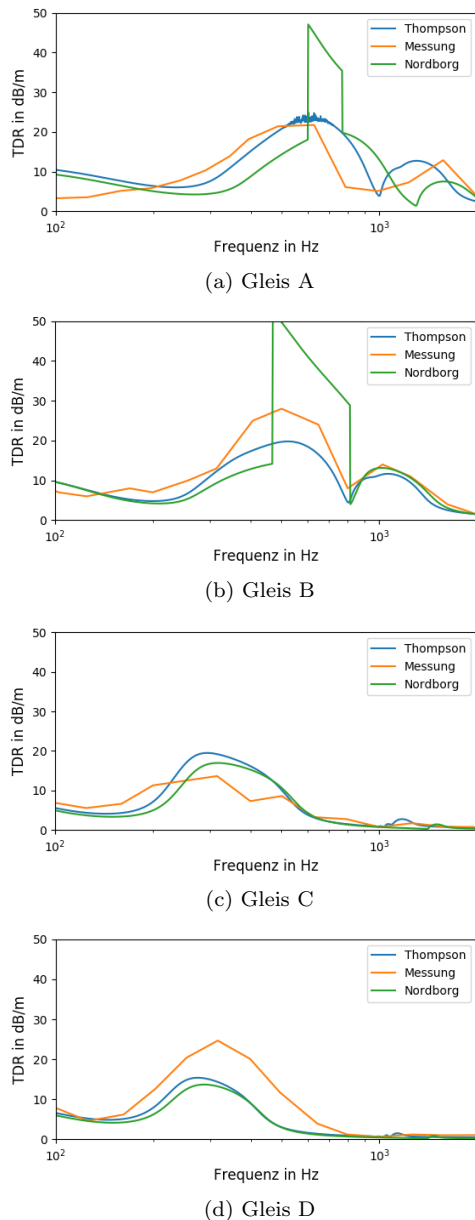 50
40
30
20
10
0
TDR in dB/m
Thompson
Messung
Nordborg
10²
10³
Frequenz in Hz
(a) Gleis A
50
40
30
20
10
0
TDR in dB/m
Thompson
Messung
Nordborg
10²
10³
Frequenz in Hz
(b) Gleis B
50
40
30
20
10
0
TDR in dB/m
Thompson
Messung
Nordborg
10²
10³
Frequenz in Hz
(c) Gleis C
50
40
30
20
10
0
TDR in dB/m
Thompson
Messung
Nordborg
10²
10³
Frequenz in Hz
(d) Gleis D